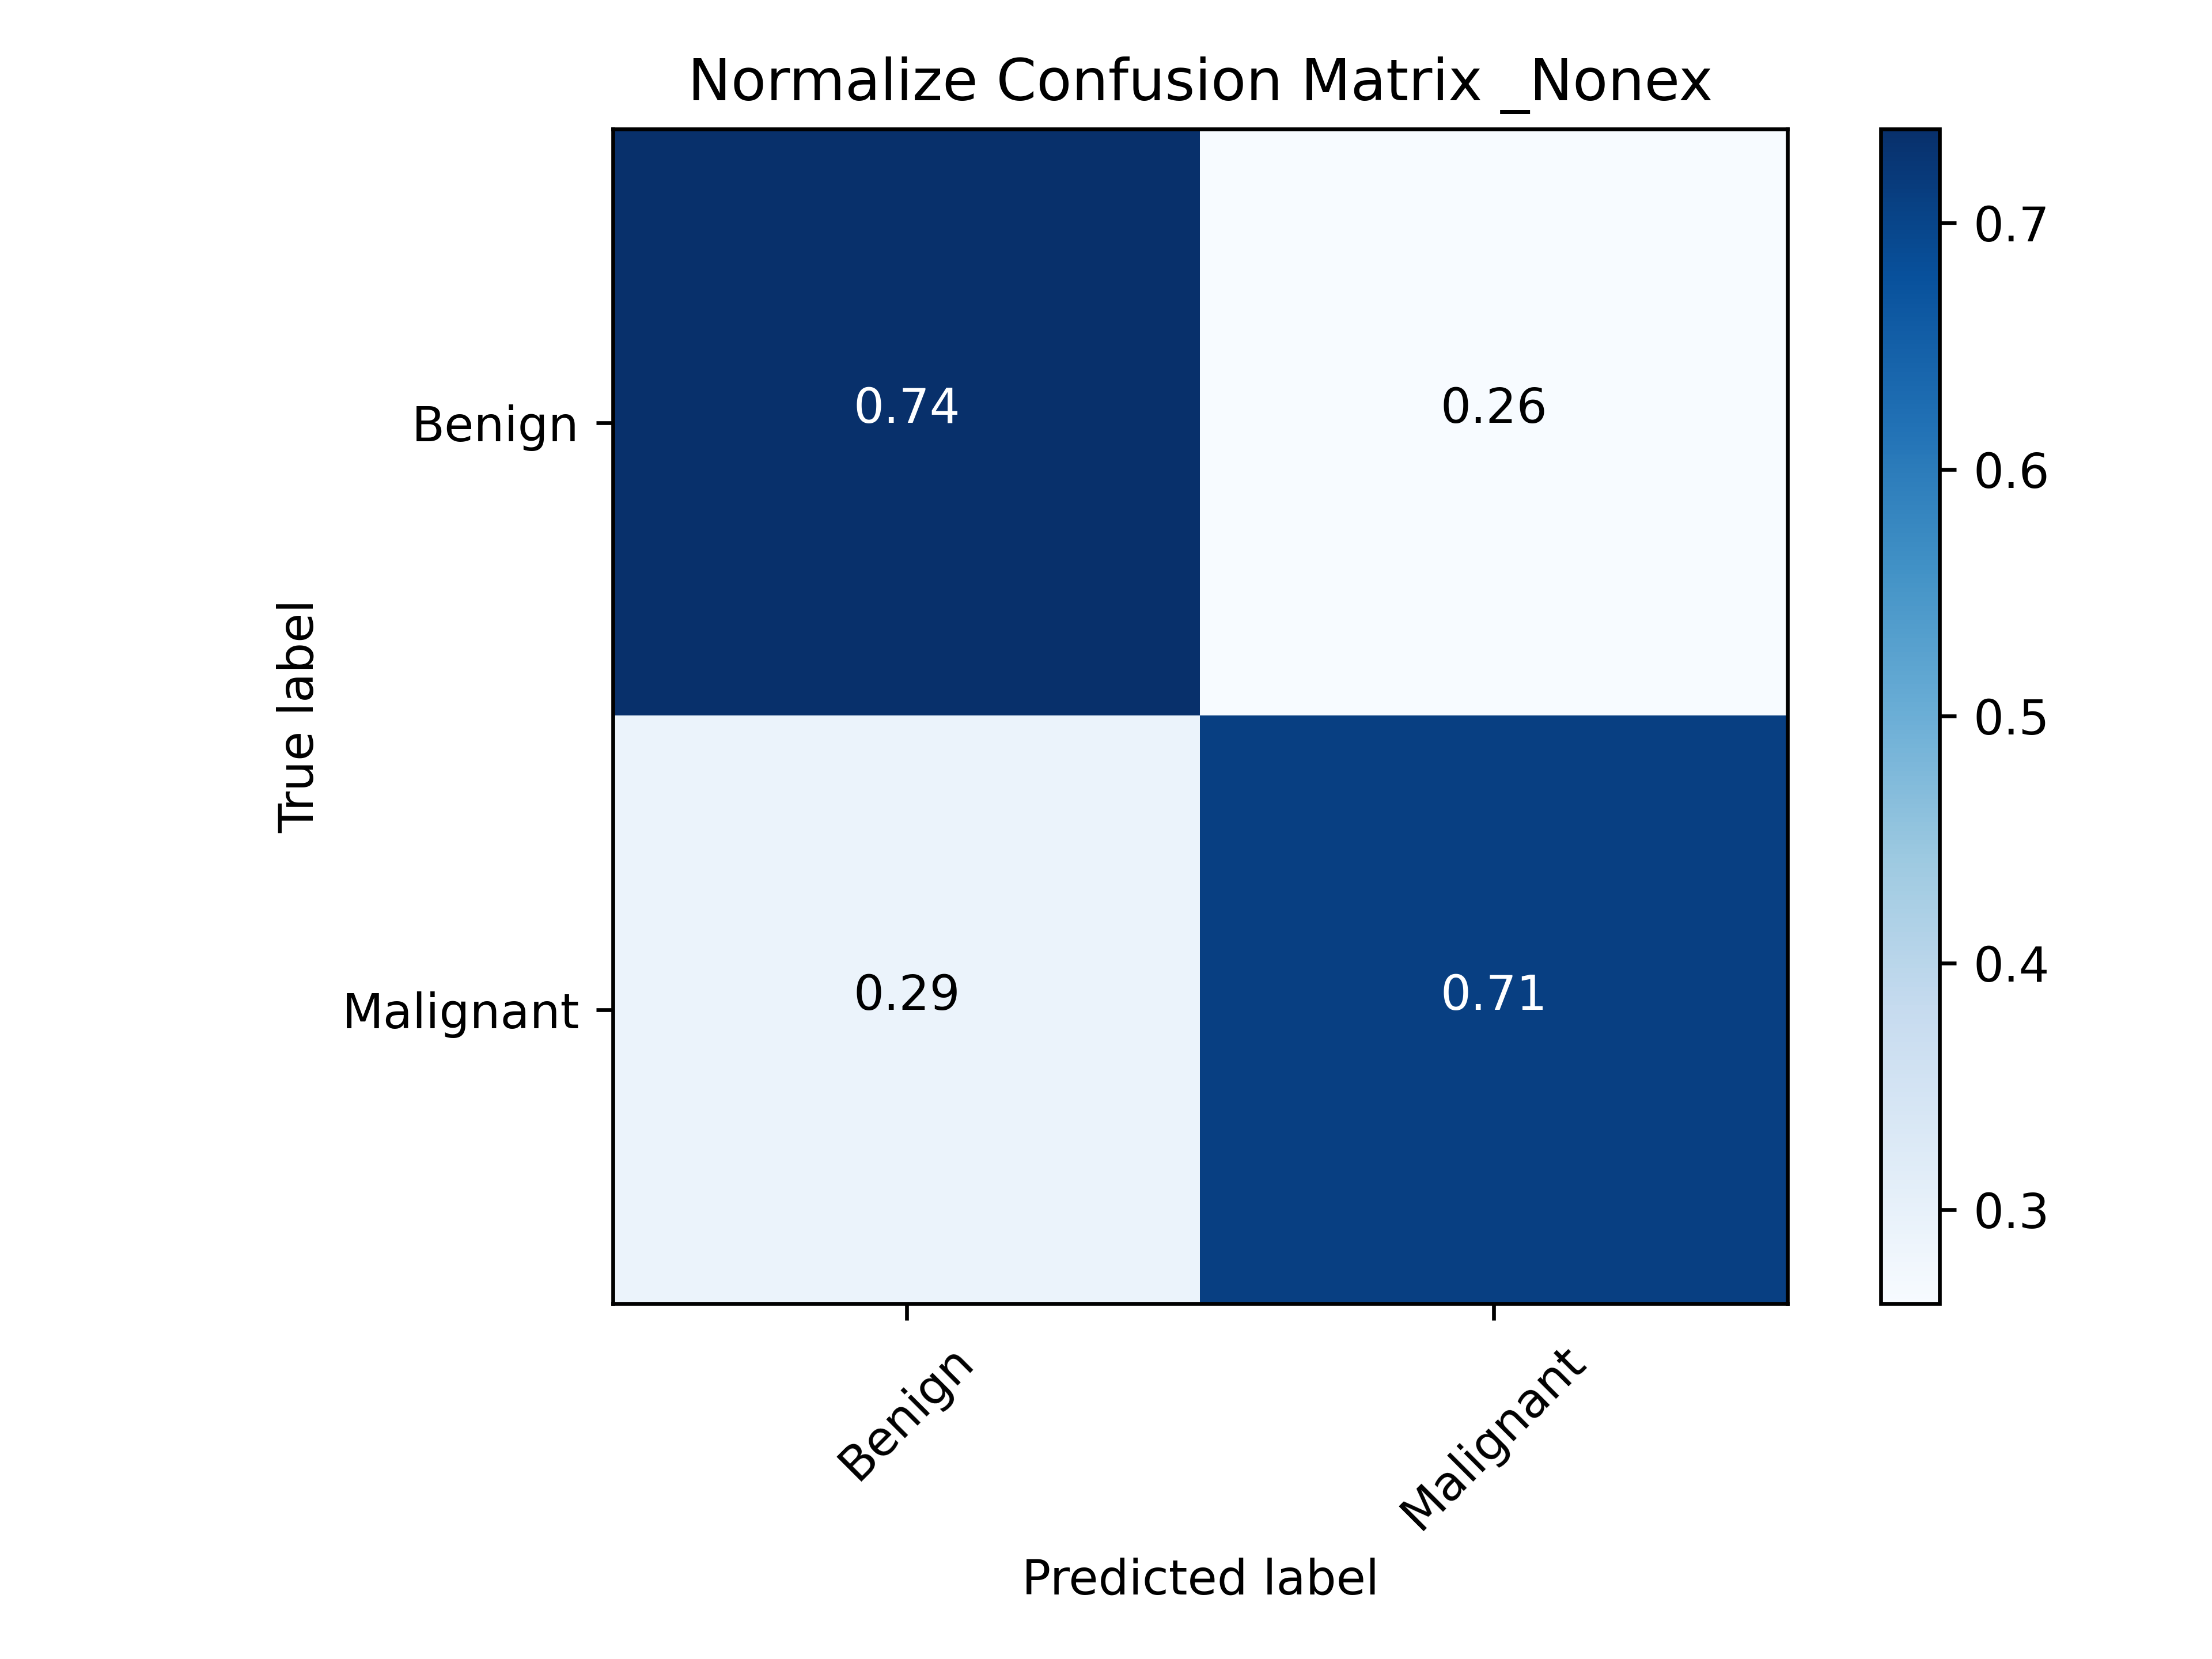 Normalize Confusion Matrix _Nonex
True label
Benign
0.74
0.26
Malignant
0.29
0.71
Benign
Malignant
Predicted label
0.7
0.6
0.5
0.4
0.3